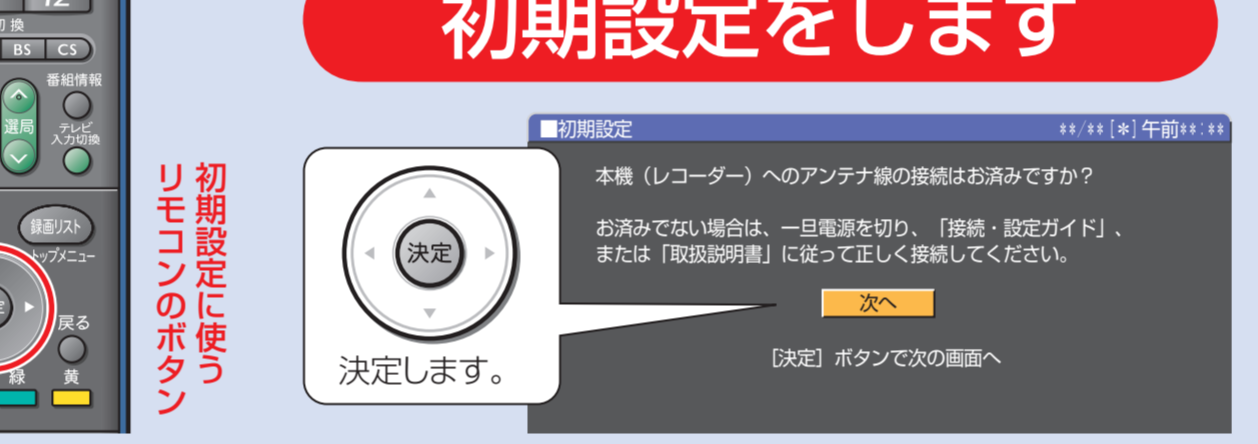 初期設定をします
切換
BS CS
番組情報
選局
テレビ
入力切換
録画リスト
トップメニュー
戻る
緑 黄
初期設定に使う
リモコンのボタン
決定
決定します。
■初期設定 **/**[*]午前**:**
本機（レコーダー）へのアンテナ線の接続はお済みですか？
お済みでない場合は、一旦電源を切り、「接続・設定ガイド」、
または「取扱説明書」に従って正しく接続してください。
次へ
［決定］ボタンで次の画面へ